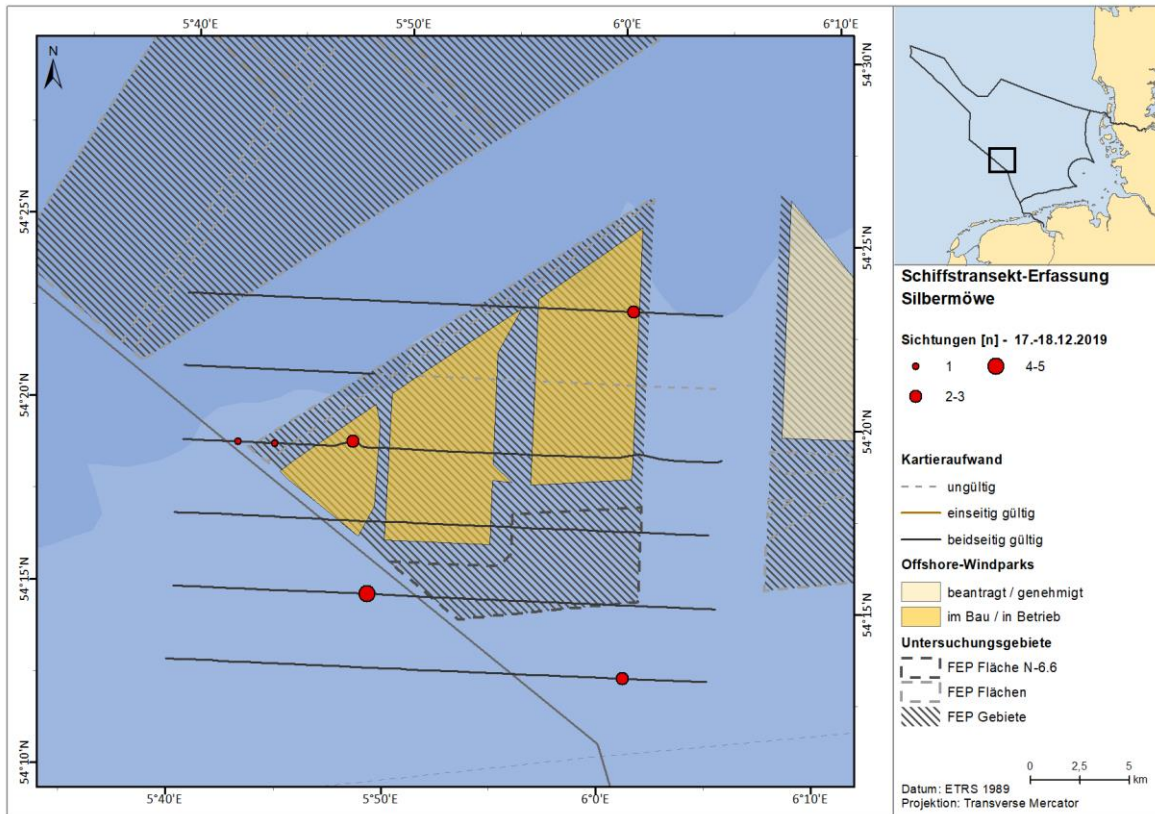 5°40'E 5°50'E 6°0'E 6°10'E
N
54°30'N
54°25'N
54°25'N
54°20'N
54°20'N
54°15'N
54°15'N
54°10'N
5°40'E 5°50'E 6°0'E 6°10'E
Schiffstransekt-Erfassung
Silbermöwe
Sichtungen [n] - 17.-18.12.2019
1 4-5
2-3
Kartieraufwand
ungültig
einseitig gültig
beidseitig gültig
Offshore-Windparks
beantragt / genehmigt
im Bau / in Betrieb
Untersuchungsgebiete
FEP Fläche N-6.6
FEP Flächen
FEP Gebiete
0 2,5 5
km
Datum: ETRS 1989
Projektion: Transverse Mercator